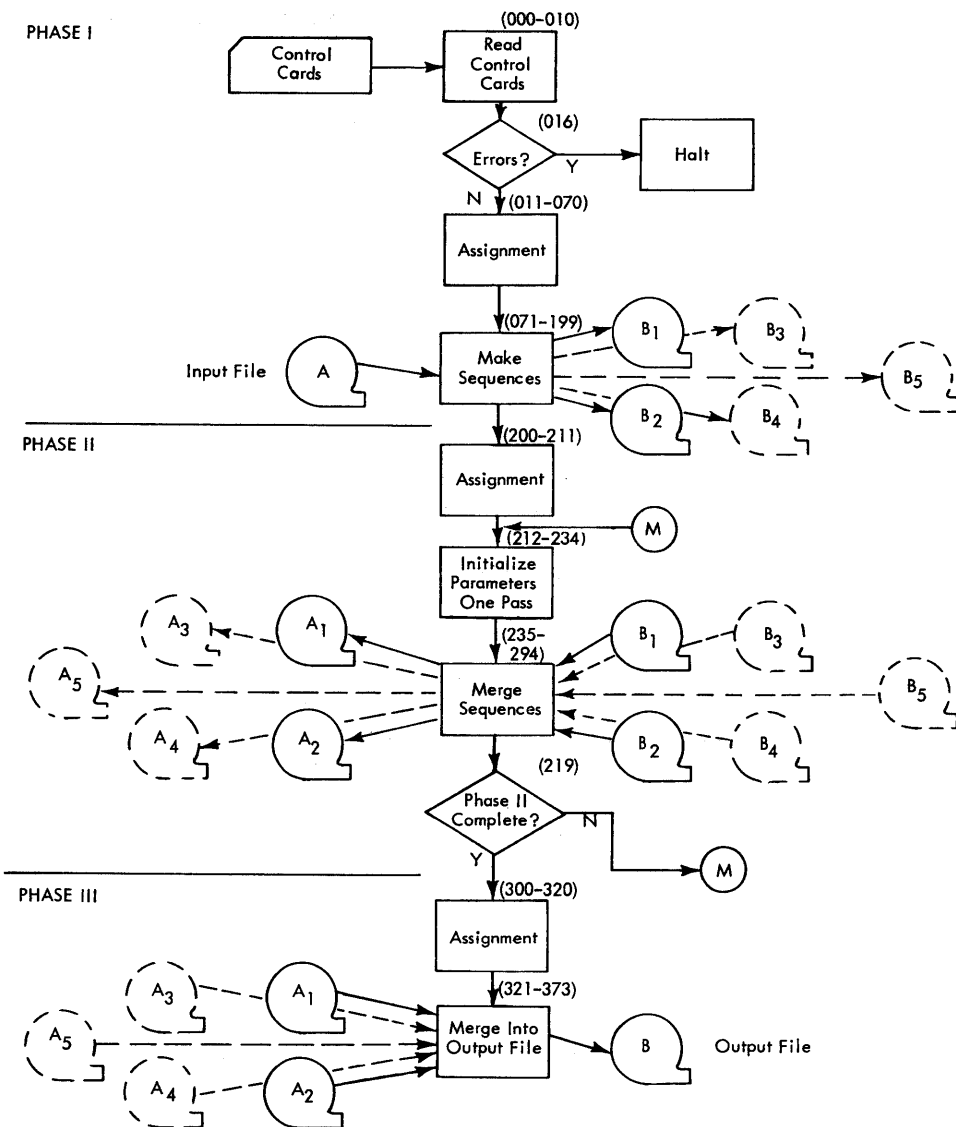 PHASE I
(000-010)
Control
Cards
Read
Control
Cards
(016)
Errors?
Y
Halt
N
(011-070)
Assignment
(071-199)
Input File
A
Make
Sequences
B1
B3
B5
B2
B4
PHASE II
(200-211)
Assignment
M
(212-234)
Initialize
Parameters
One Pass
(235-
294)
A3
A1
B1
B3
A5
Merge
Sequences
B5
A4
A2
B2
B4
(219)
Phase II
Complete?
N
Y
M
PHASE III
(300-320)
Assignment
(321-373)
A3
A1
A5
Merge Into
Output File
B
Output File
A4
A2